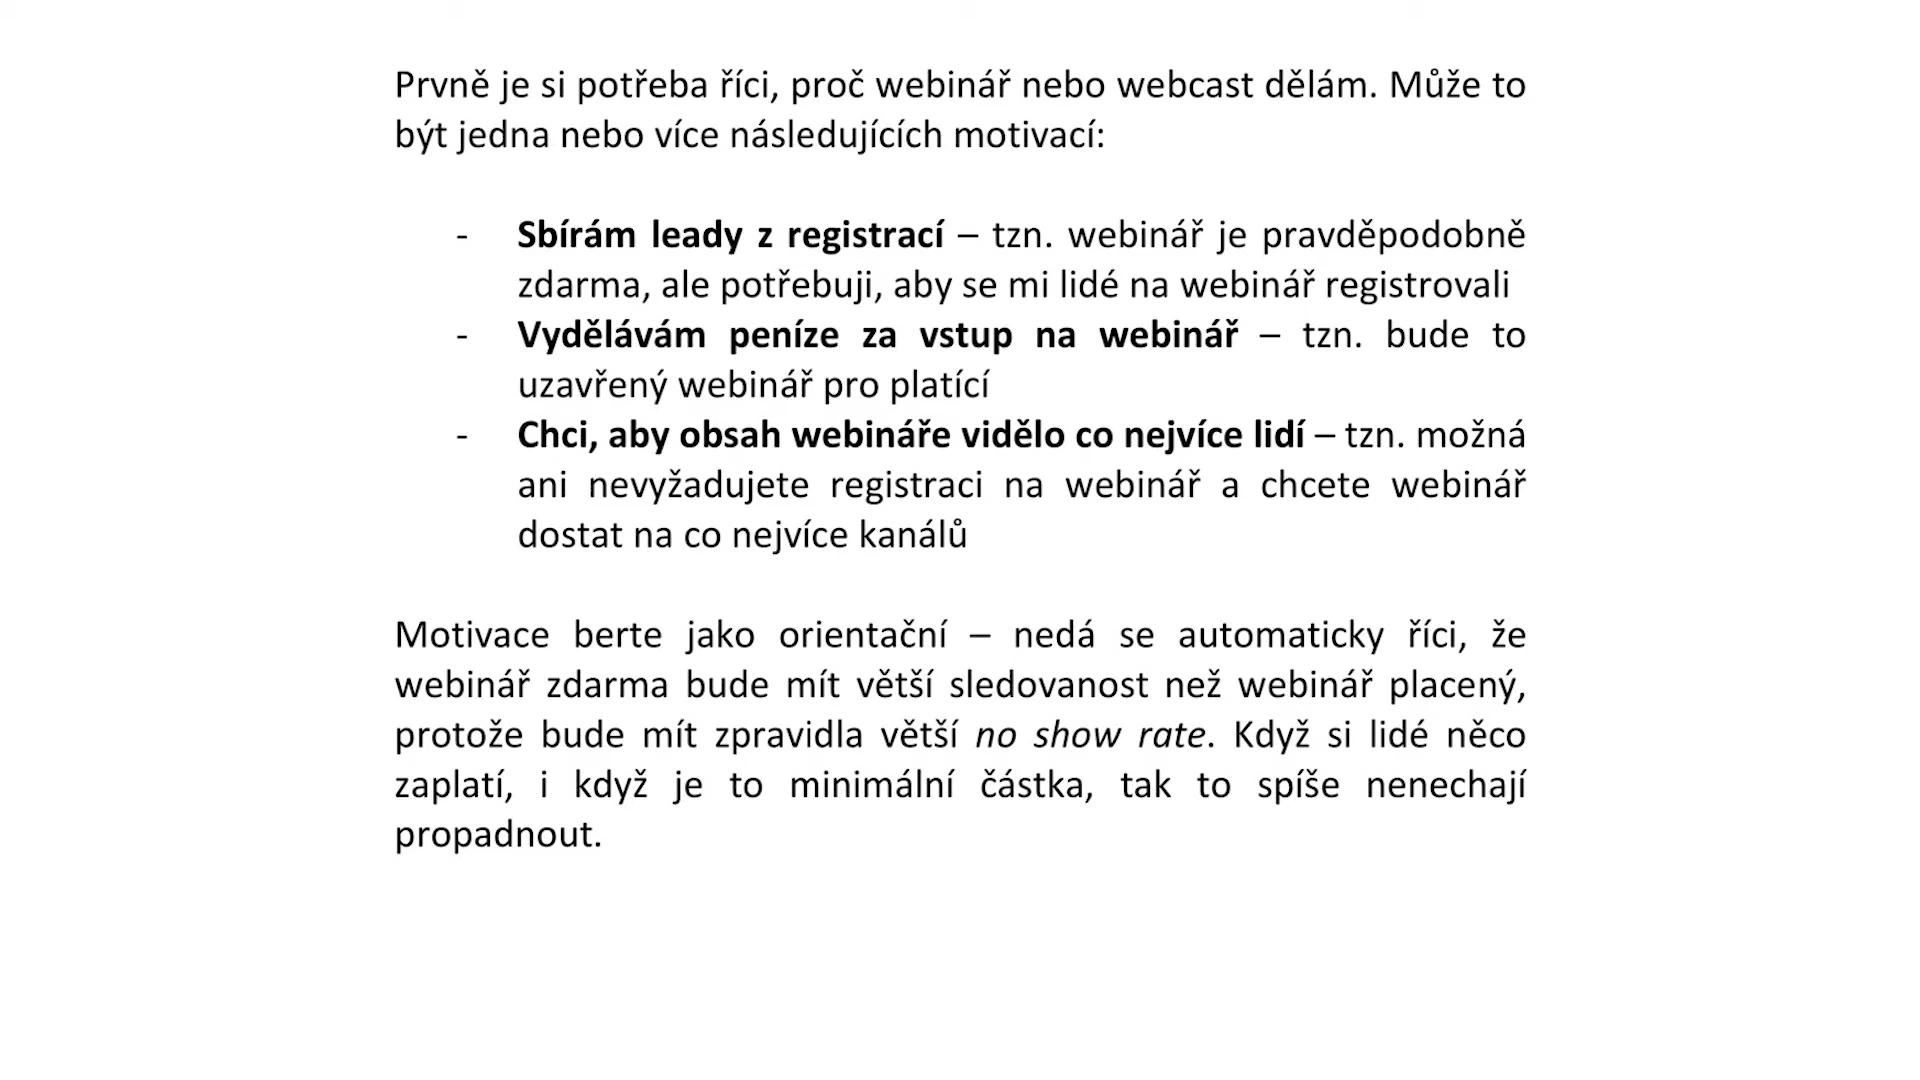 Prvně je si potřeba říci, proč webinář nebo webcast dělám. Může to
být jedna nebo více následujících motivací:
- Sbírám leady z registrací – tzn. webinář je pravděpodobně
zdarma, ale potřebuji, aby se mi lidé na webinář registrovali
- Vydělávám peníze za vstup na webinář – tzn. bude to
uzavřený webinář pro platící
- Chci, aby obsah webináře vidělo co nejvíce lidí – tzn. možná
ani nevyžadujete registraci na webinář a chcete webinář
dostat na co nejvíce kanálů
Motivace berte jako orientační – nedá se automaticky říci, že
webinář zdarma bude mít větší sledovanost než webinář placený,
protože bude mít zpravidla větší no show rate. Když si lidé něco
zaplatí, i když je to minimální částka, tak to spíše nenechají
propadnout.